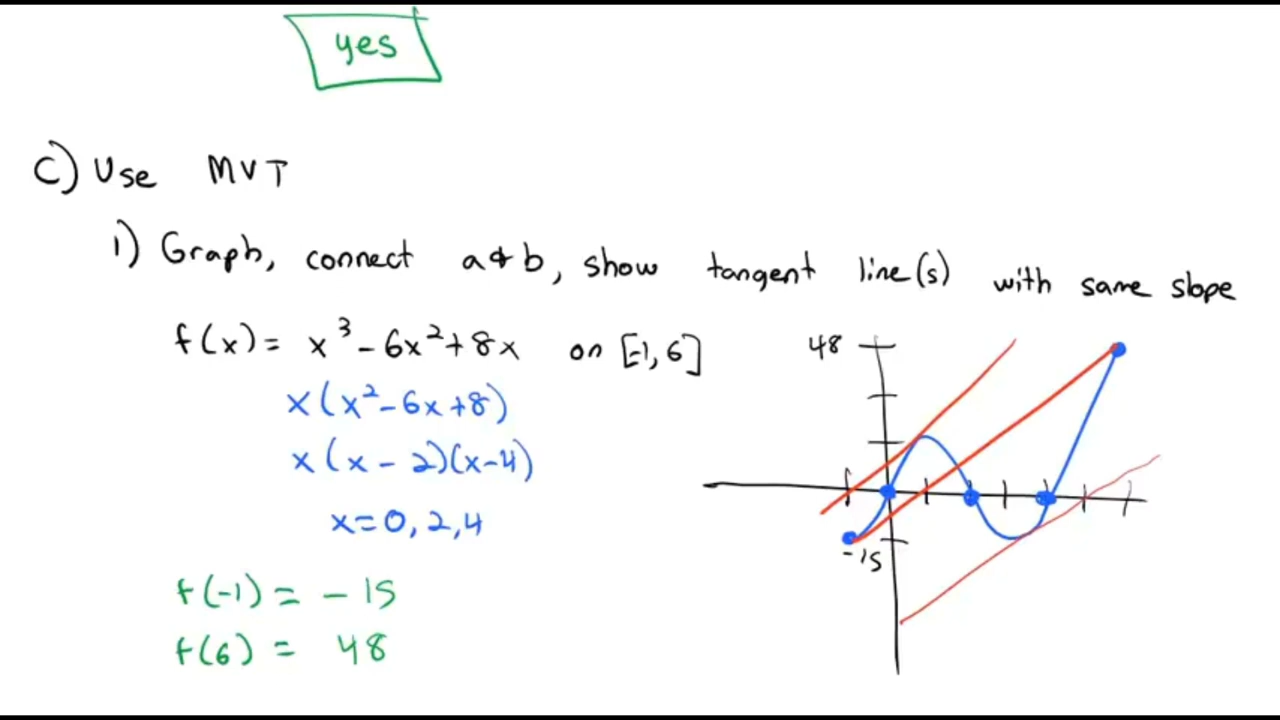 yes
C) Use MVT
1) Graph, connect a & b, show tangent line(s) with same slope
f(x) = x³ - 6x² + 8x on [-1, 6]
x(x² - 6x + 8)
x(x - 2)(x - 4)
x = 0, 2, 4
f(-1) = -15
f(6) = 48
48
-15